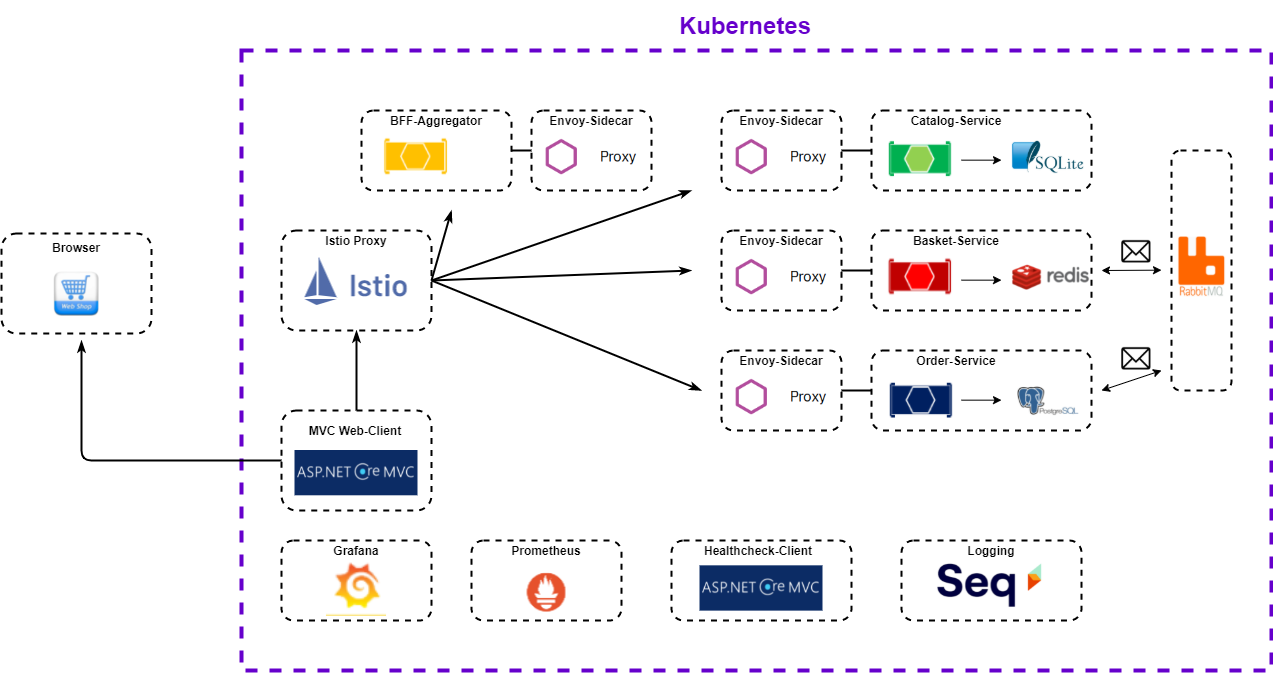 Kubernetes
BFF-Aggregator
Envoy-Sidecar
Proxy
Envoy-Sidecar
Proxy
Catalog-Service
SQLite
Browser
Web Shop
Istio Proxy
Istio
Envoy-Sidecar
Proxy
Basket-Service
redis
RabbitMQ
Envoy-Sidecar
Proxy
Order-Service
PostgreSQL
MVC Web-Client
ASP.NET Core MVC
Grafana
Prometheus
Healthcheck-Client
ASP.NET Core MVC
Logging
Seq